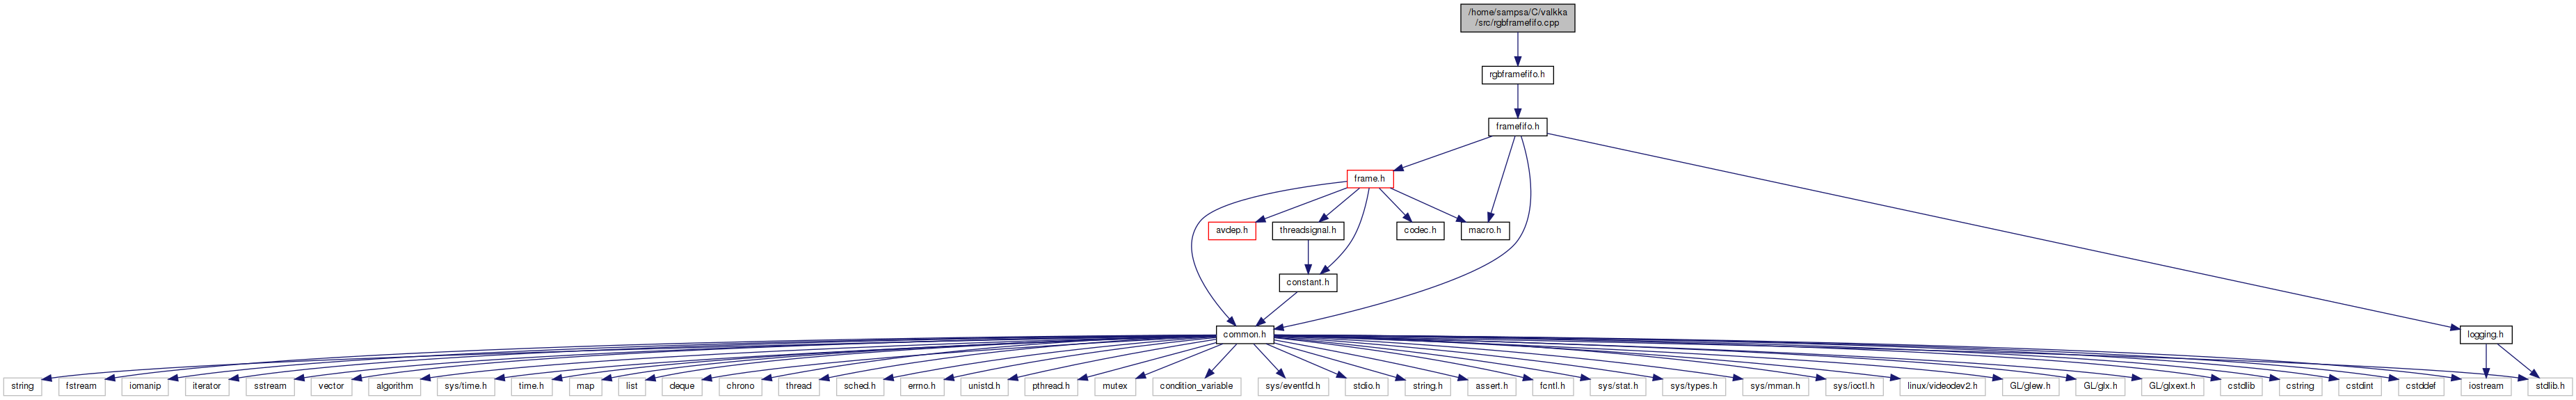 /home/sampsa/C/valkka
/src/rgbframefifo.cpp
rgbframefifo.h
framefifo.h
frame.h
avdep.h
threadsignal.h
codec.h
macro.h
constant.h
common.h
logging.h
string
fstream
iomanip
iterator
sstream
vector
algorithm
sys/time.h
time.h
map
list
deque
chrono
thread
sched.h
errno.h
unistd.h
pthread.h
mutex
condition_variable
sys/eventfd.h
stdio.h
string.h
assert.h
fcntl.h
sys/stat.h
sys/types.h
sys/mman.h
sys/ioctl.h
linux/videodev2.h
GL/glew.h
GL/glx.h
GL/glxext.h
cstdlib
cstring
cstdint
cstddef
iostream
stdlib.h